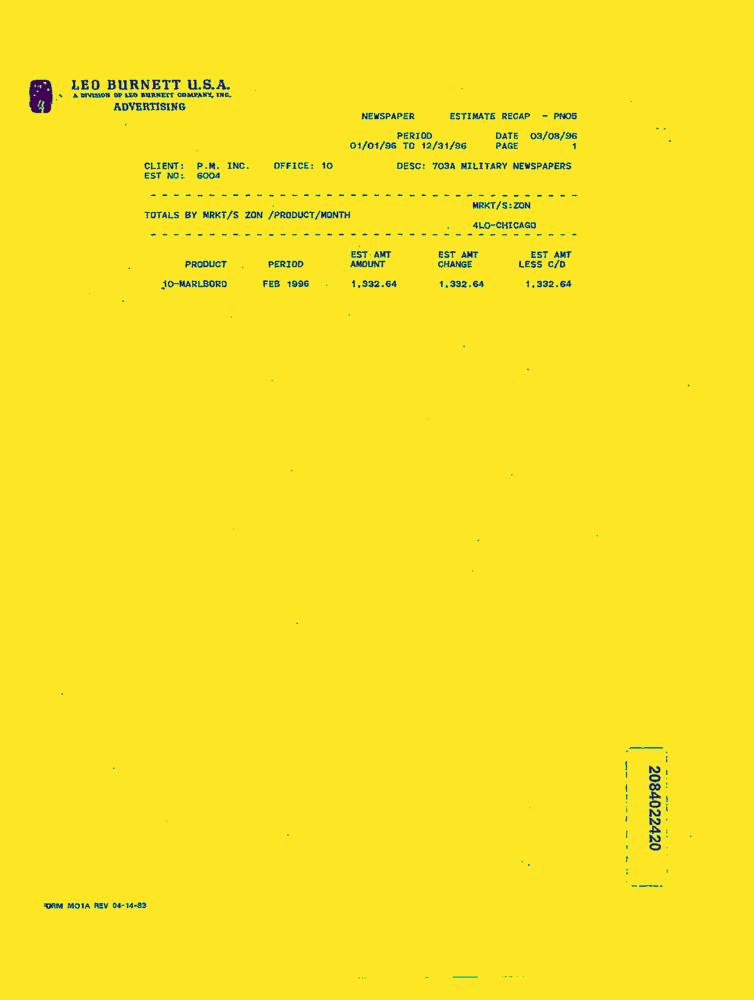 LEO BURNETT U.S.A.
A DIVISION OF LEO BURNETT COMPANY, INC.
ADVERTISING
NEWSPAPER ESTIMATE RECAP - PNO5
PERIOD DATE 03/08/96
01/01/96 TO 12/31/96 PAGE 1
CLIENT: P.M. INC. OFFICE: 10 DESC: 703A MILITARY NEWSPAPERS
EST NO: 6004
MRKT/S:ZON
TOTALS BY MRKT/S ZON /PRODUCT/MONTH
4LO-CHICAGO
EST AMT EST AMT EST AMT
PRODUCT PERIOD AMOUNT CHANGE LESS C/D
10-MARLBORO FEB 1996 1,332.64 1,332.64 1,332.64
2084022420
FORM MO1A REV 04-14-83